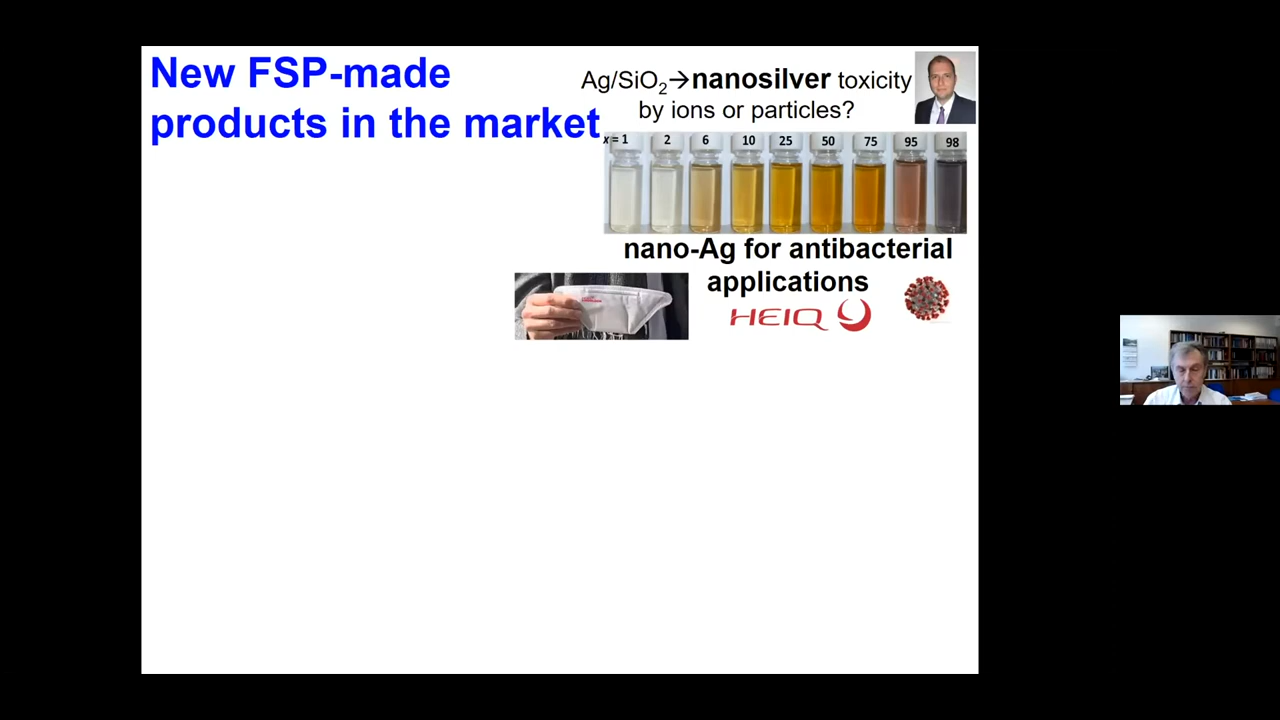 New FSP-made
products in the market
Ag/SiO₂→nanosilver toxicity
by ions or particles?
x = 1 2 6 10 25 50 75 95 98
nano-Ag for antibacterial
applications
HEIQ